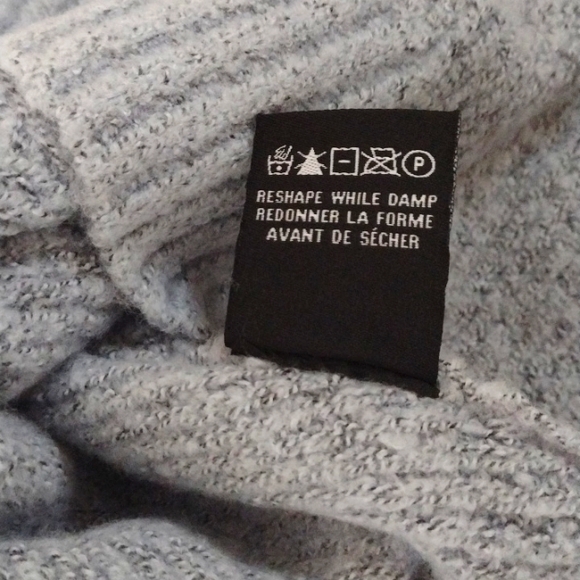 P
RESHAPE WHILE DAMP
REDONNER LA FORME
AVANT DE SÉCHER